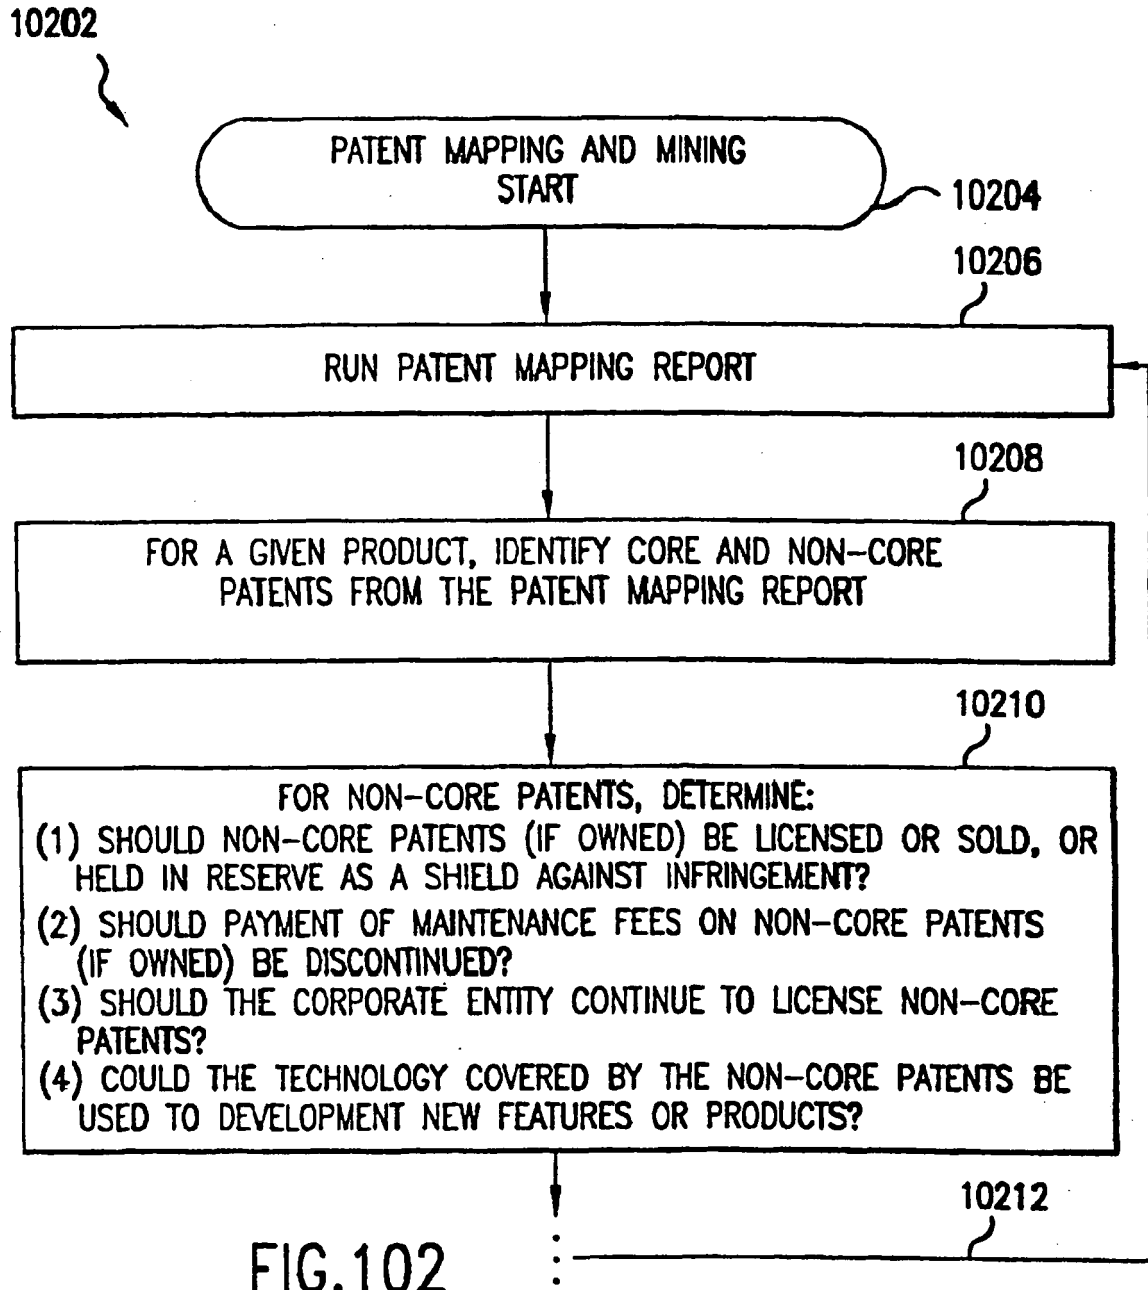 10202
PATENT MAPPING AND MINING
START
10204
10206
RUN PATENT MAPPING REPORT
10208
FOR A GIVEN PRODUCT, IDENTIFY CORE AND NON-CORE
PATENTS FROM THE PATENT MAPPING REPORT
10210
FOR NON-CORE PATENTS, DETERMINE:
(1) SHOULD NON-CORE PATENTS (IF OWNED) BE LICENSED OR SOLD, OR
HELD IN RESERVE AS A SHIELD AGAINST INFRINGEMENT?
(2) SHOULD PAYMENT OF MAINTENANCE FEES ON NON-CORE PATENTS
(IF OWNED) BE DISCONTINUED?
(3) SHOULD THE CORPORATE ENTITY CONTINUE TO LICENSE NON-CORE
PATENTS?
(4) COULD THE TECHNOLOGY COVERED BY THE NON-CORE PATENTS BE
USED TO DEVELOPMENT NEW FEATURES OR PRODUCTS?
10212
FIG.102